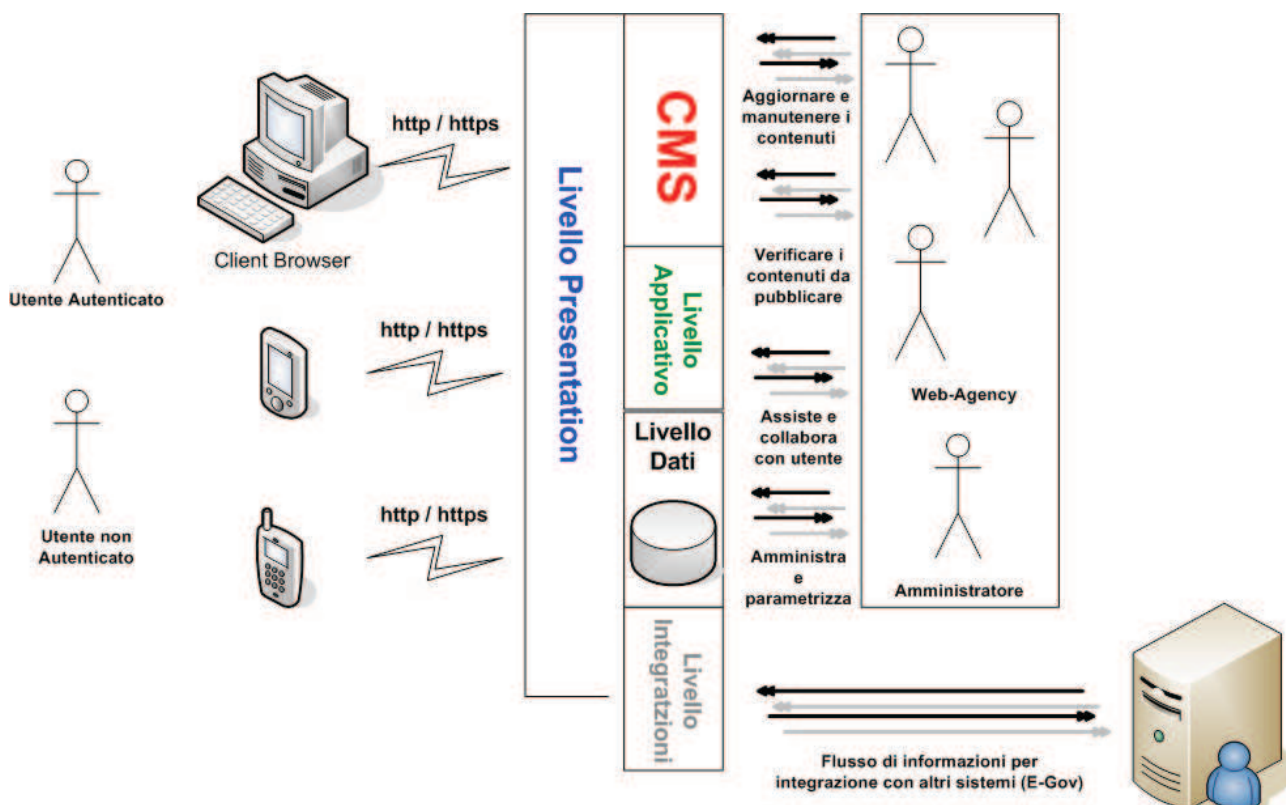 http / https
Client Browser
Utente Autenticato
http / https
Utente non
Autenticato
http / https
Livello Presentation
CMS
Livello
Applicativo
Livello
Dati
Livello
Integratzioni
Aggiornare e
manutenere i
contenuti
Verificare i
contenuti da
pubblicare
Assiste e
collabora
con utente
Amministra
e
parametrizza
Web-Agency
Amministratore
Flusso di informazioni per
integrazione con altri sistemi (E-Gov)